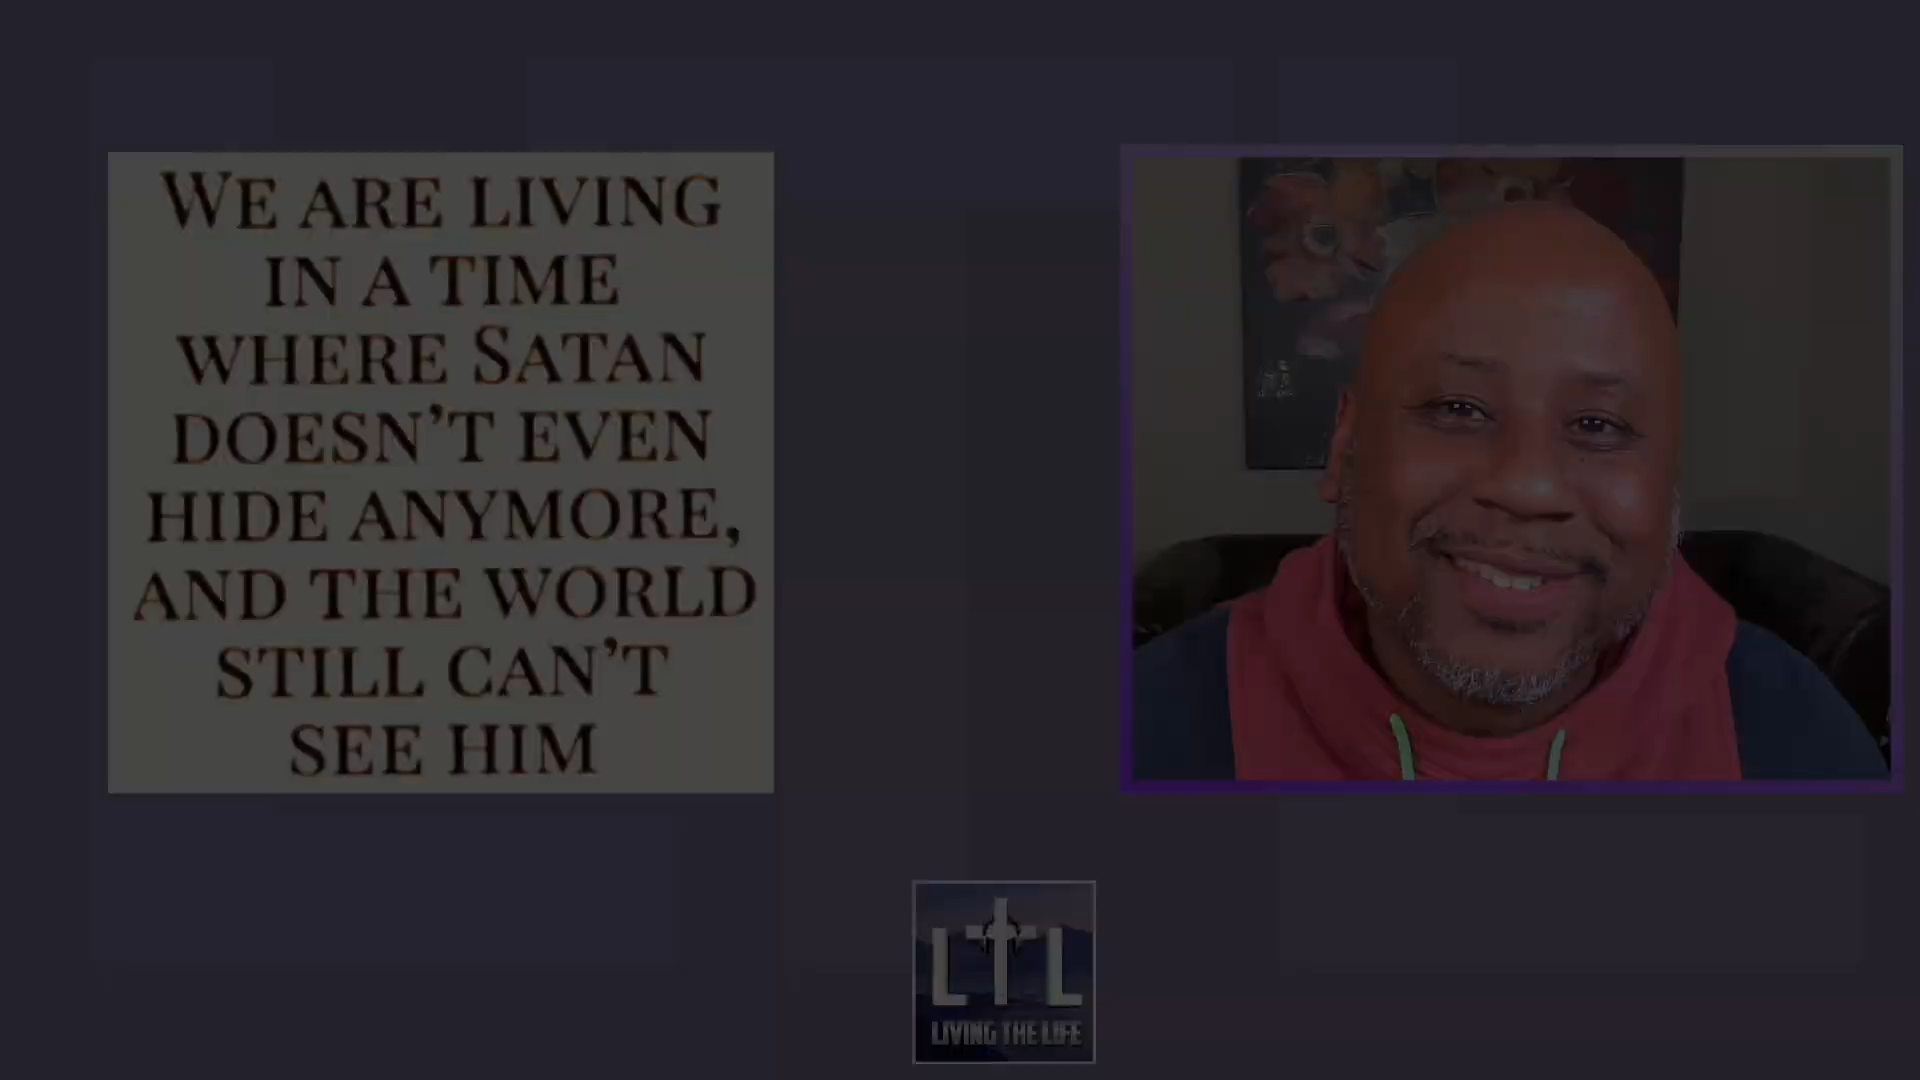 WE ARE LIVING
IN A TIME
WHERE SATAN
DOESN'T EVEN
HIDE ANYMORE,
AND THE WORLD
STILL CAN'T
SEE HIM
LTL
LIVING THE LIFE